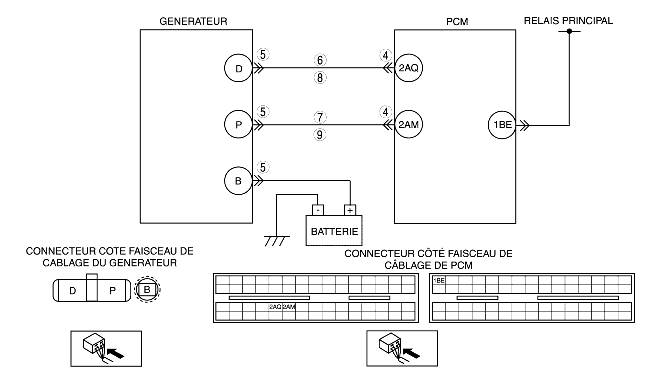 GENERATEUR
PCM
RELAIS PRINCIPAL
D
5
6
8
4
2AQ
P
5
7
9
4
2AM
1BE
B
5
- +
BATTERIE
CONNECTEUR COTE FAISCEAU DE
CABLAGE DU GENERATEUR
CONNECTEUR CÔTÉ FAISCEAU DE
CÂBLAGE DE PCM
D P B
1BE
2AQ 2AM